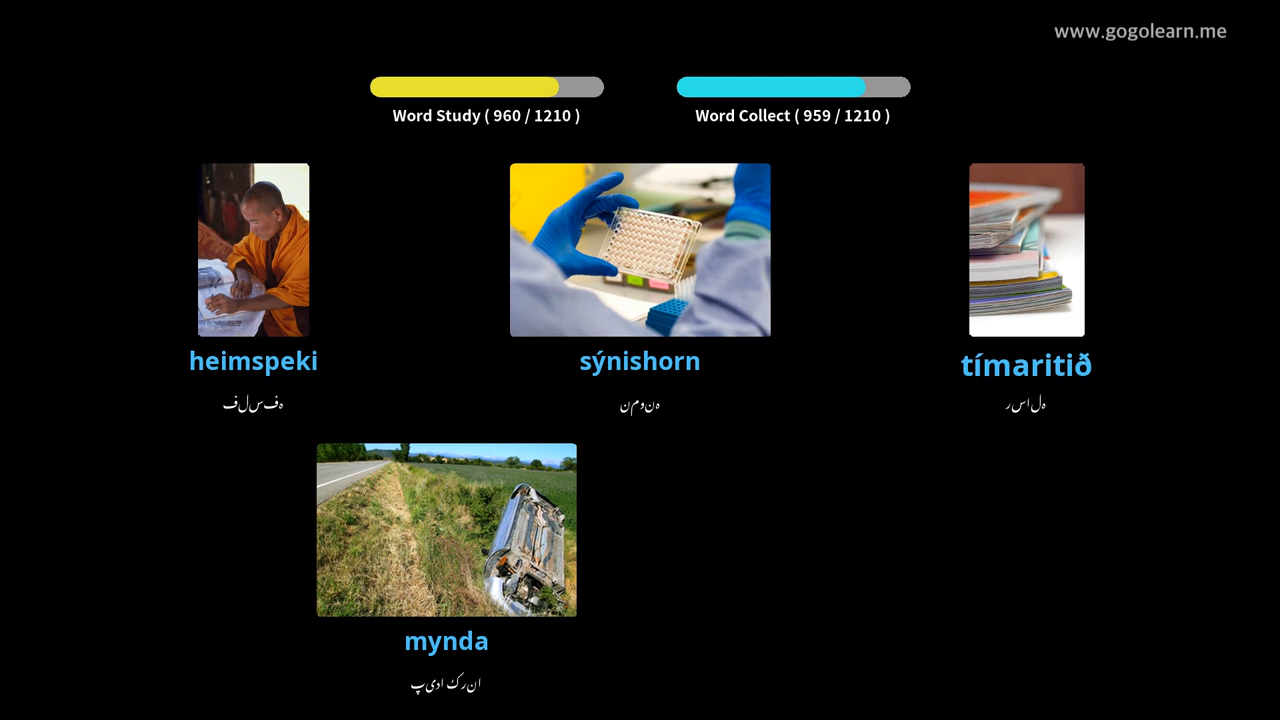 www.gogolearn.me
Word Study ( 960 / 1210 )
Word Collect ( 959 / 1210 )
heimspeki
sýnishorn
tímaritið
فلسفہ
نمونہ
رسالہ
mynda
پیدا کرنا